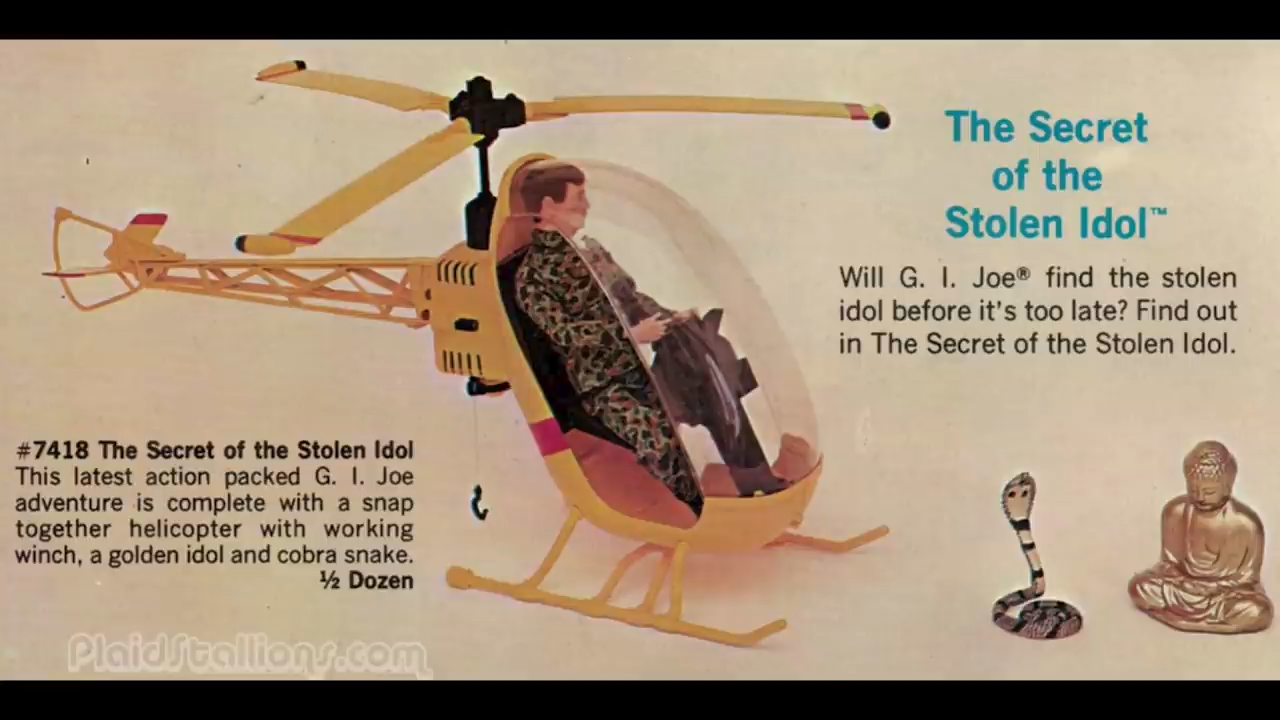 The Secret
of the
Stolen Idol™
Will G. I. Joe® find the stolen
idol before it's too late? Find out
in The Secret of the Stolen Idol.
#7418 The Secret of the Stolen Idol
This latest action packed G. I. Joe
adventure is complete with a snap
together helicopter with working
winch, a golden idol and cobra snake.
½ Dozen
PlaidStallions.com